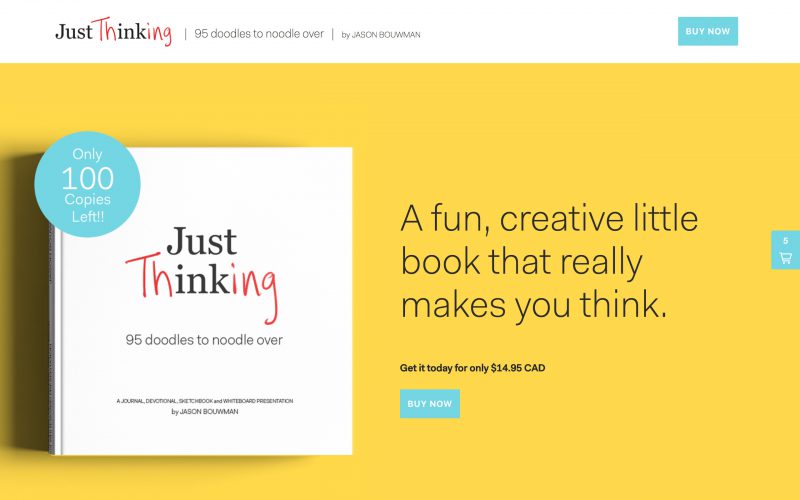 Just Thinking | 95 doodles to noodle over | by JASON BOUWMAN
BUY NOW
Only
100
Copies
Left!!
Just
Thinking
95 doodles to noodle over
A JOURNAL, DEVOTIONAL, SKETCHBOOK and WHITEBOARD PRESENTATION
by JASON BOUWMAN
A fun, creative little
book that really
makes you think.
Get it today for only $14.95 CAD
BUY NOW
5